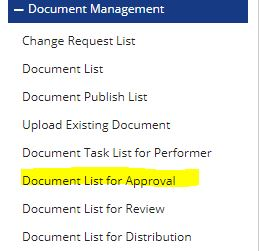 Document Management
Change Request List
Document List
Document Publish List
Upload Existing Document
Document Task List for Performer
Document List for Approval
Document List for Review
Document List for Distribution